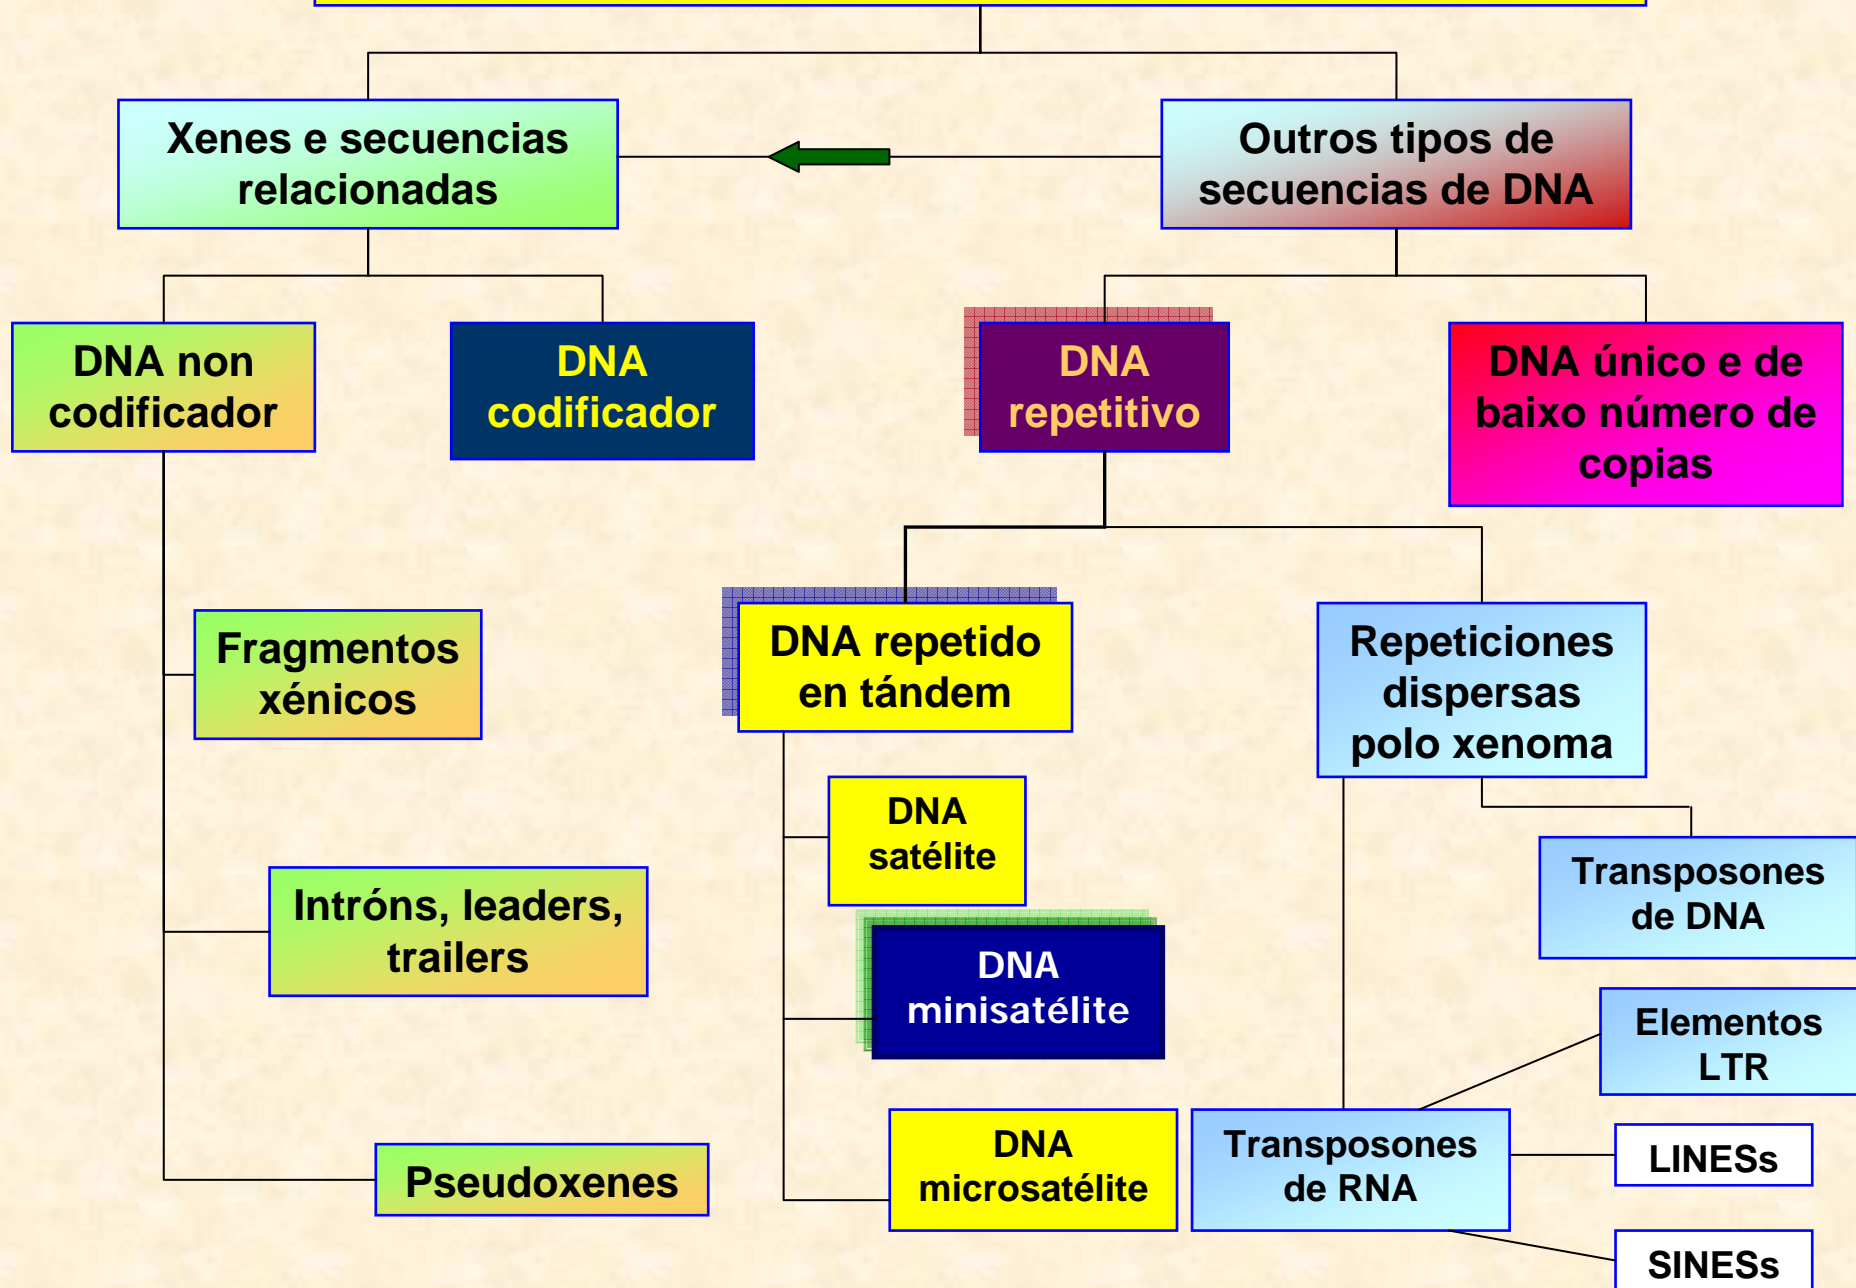 Xenes e secuencias
relacionadas
Outros tipos de
secuencias de DNA
DNA non
codificador
DNA
codificador
DNA
repetitivo
DNA único e de
baixo número de
copias
Fragmentos
xénicos
DNA repetido
en tándem
Repeticiones
dispersas
polo xenoma
DNA
satélite
Transposones
de DNA
Intróns, leaders,
trailers
DNA
minisatélite
Elementos
LTR
Pseudoxenes
DNA
microsatélite
Transposones
de RNA
LINESs
SINESs